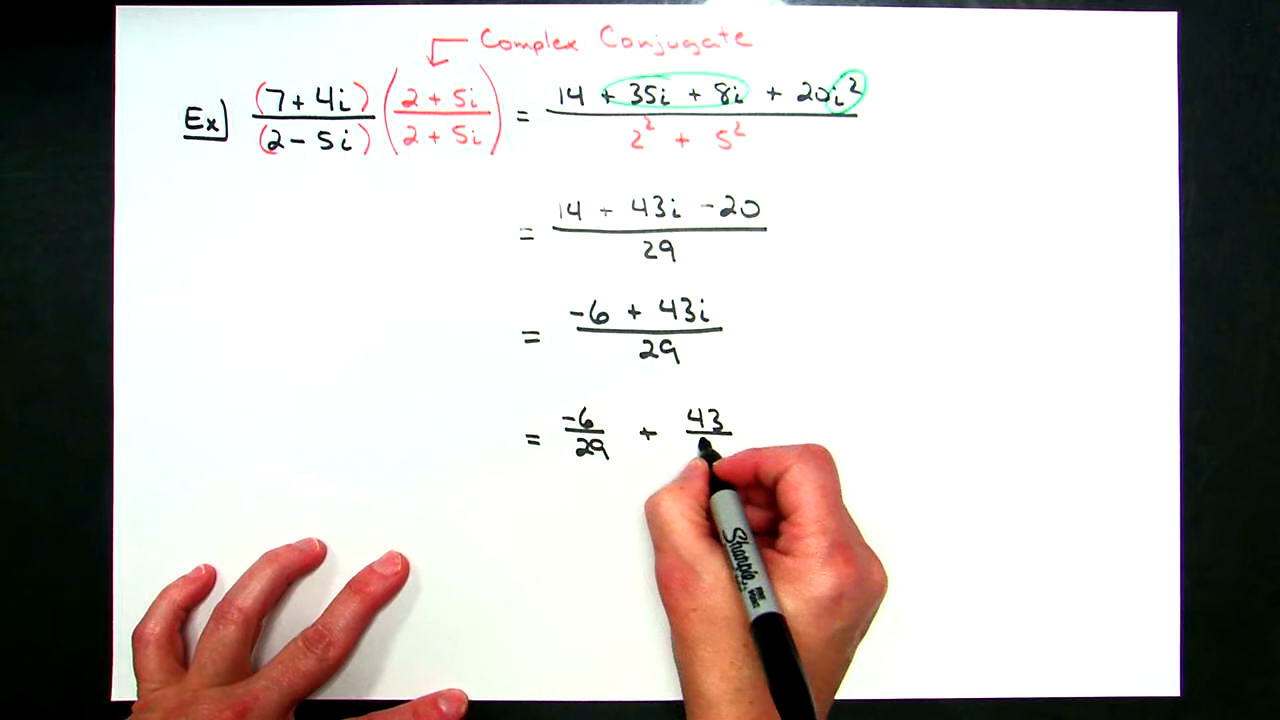 Complex Conjugate
Ex) (7+4i)/(2-5i) ((2+5i)/(2+5i)) = (14 + 35i + 8i + 20i²)/(2² + 5²)
= (14 + 43i -20)/29
= (-6 + 43i)/29
= -6/29 + 43/
Sharpie